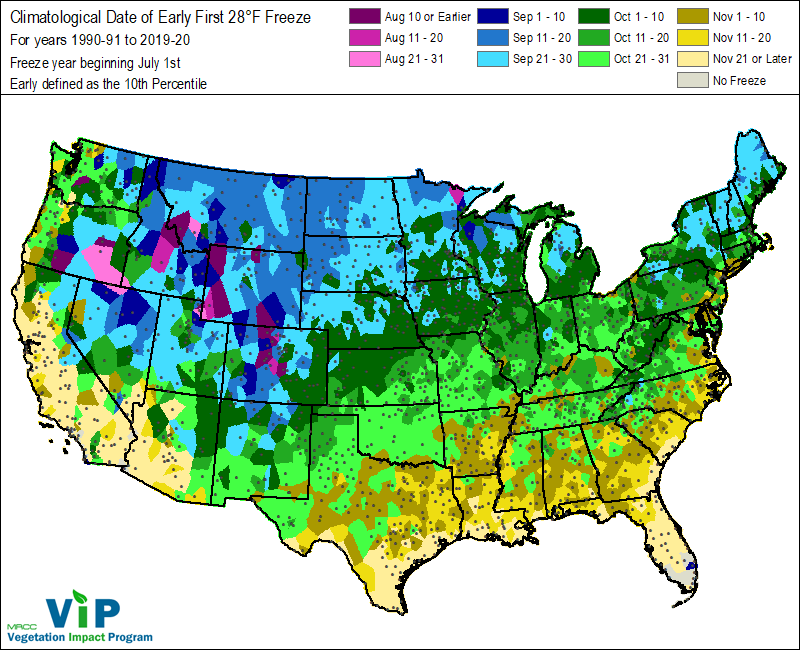 Climatological Date of Early First 28°F Freeze
For years 1990-91 to 2019-20
Freeze year beginning July 1st
Early defined as the 10th Percentile
Aug 10 or Earlier
Aug 11 - 20
Aug 21 - 31
Sep 1 - 10
Sep 11 - 20
Sep 21 - 30
Oct 1 - 10
Oct 11 - 20
Oct 21 - 31
Nov 1 - 10
Nov 11 - 20
Nov 21 or Later
No Freeze
MRCC
ViP
Vegetation Impact Program